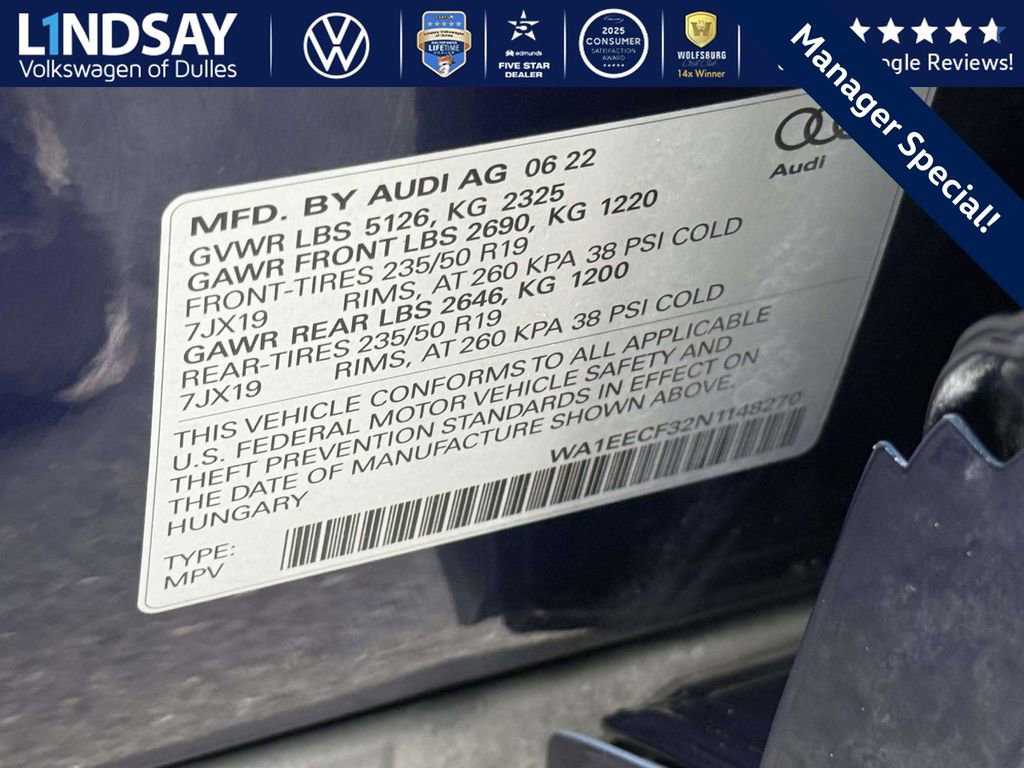 LINDSAY
Volkswagen of Dulles
LIFETIME
edmunds
FIVE STAR
DEALER
2025
CONSUMER
SATISFACTION
AWARD
WOLFSBURG
14x Winner
ogle Reviews!
Manager Special!
Audi
MFD. BY AUDI AG 06 22
GVWR LBS 5126, KG 2325
GAWR FRONT LBS 2690, KG 1220
FRONT-TIRES 235/50 R19
7JX19 RIMS, AT 260 KPA 38 PSI COLD
GAWR REAR LBS 2646, KG 1200
REAR-TIRES 235/50 R19
7JX19 RIMS, AT 260 KPA 38 PSI COLD
THIS VEHICLE CONFORMS TO ALL APPLICABLE
U.S. FEDERAL MOTOR VEHICLE SAFETY AND
THEFT PREVENTION STANDARDS IN EFFECT ON
THE DATE OF MANUFACTURE SHOWN ABOVE.
HUNGARY
WA1EECF32N1148270
TYPE:
MPV